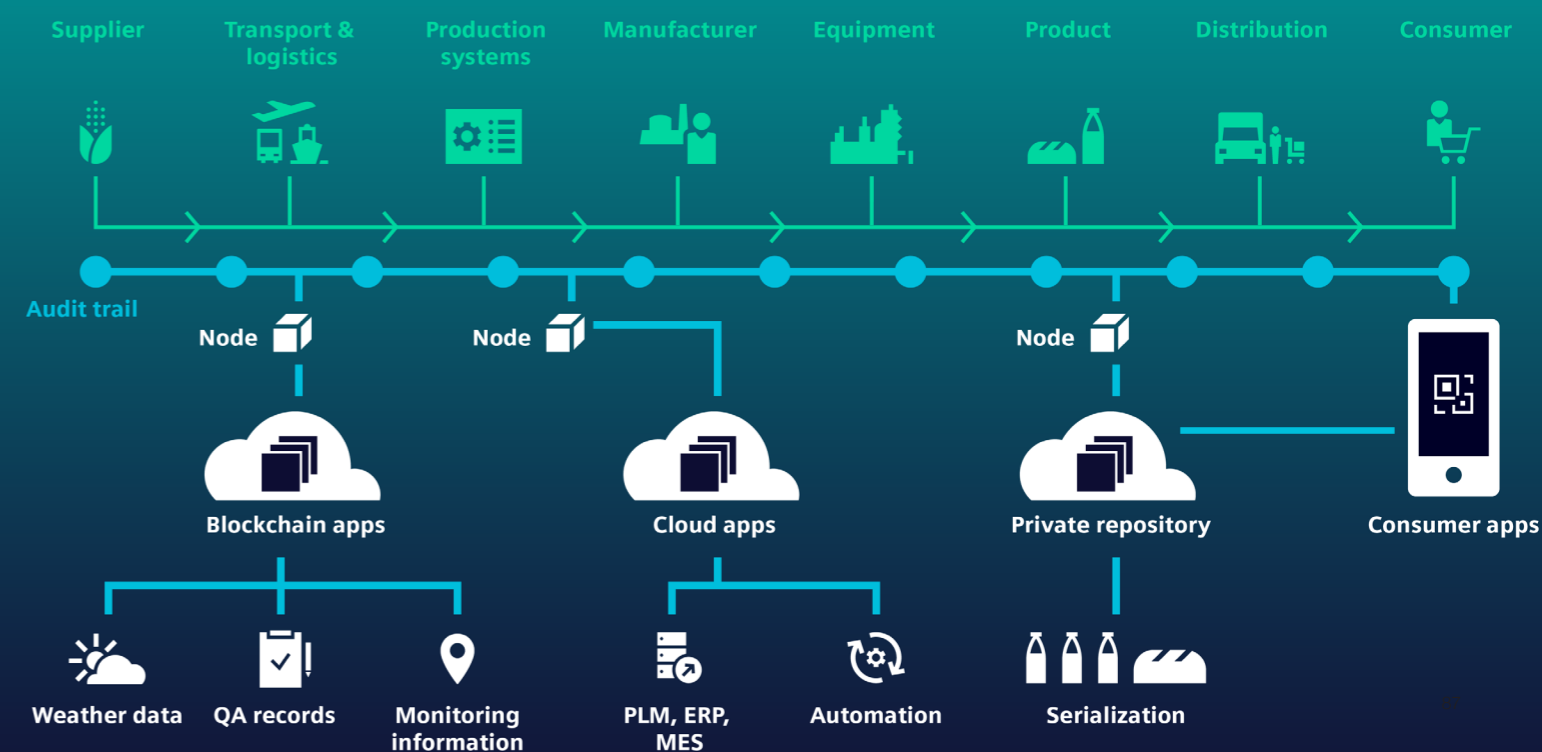 Supplier
Transport &
logistics
Production
systems
Manufacturer
Equipment
Product
Distribution
Consumer
Audit trail
Node
Node
Node
Blockchain apps
Cloud apps
Private repository
Consumer apps
Weather data
QA records
Monitoring
information
PLM, ERP,
MES
Automation
Serialization